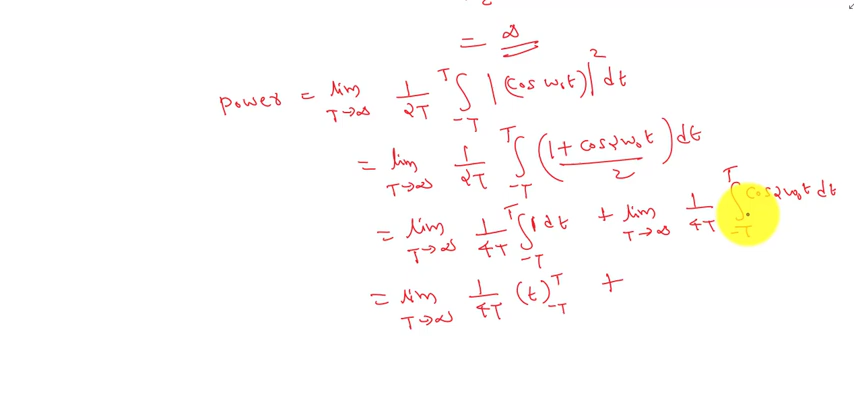 = ∞
Power = lim T→∞ 1/2T ∫_{-T}^{T} |(cos w₀t)|² dt
= lim T→∞ 1/2T ∫_{-T}^{T} ((1 + cos 2w₀t)/2) dt
= lim T→∞ 1/4T ∫_{-T}^{T} 1 dt + lim T→∞ 1/4T ∫_{-T}^{T} cos 2w₀t dt
= lim T→∞ 1/4T (t)_{-T}^{T} +